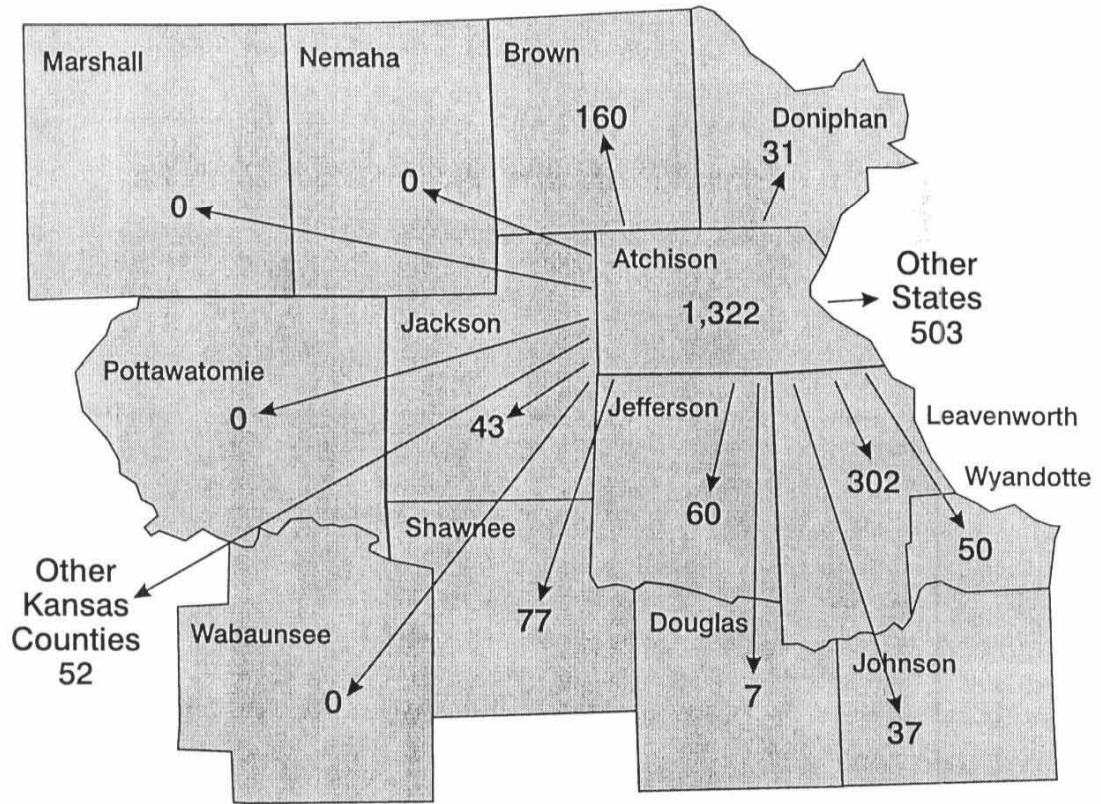 Marshall
Nemaha
Brown
Doniphan
160
31
0
0
Atchison
1,322
Other
States
503
Jackson
Pottawatomie
0
43
Jefferson
Leavenworth
Wyandotte
302
60
50
Shawnee
Other
Kansas
Counties
52
77
Wabaunsee
0
Douglas
7
Johnson
37